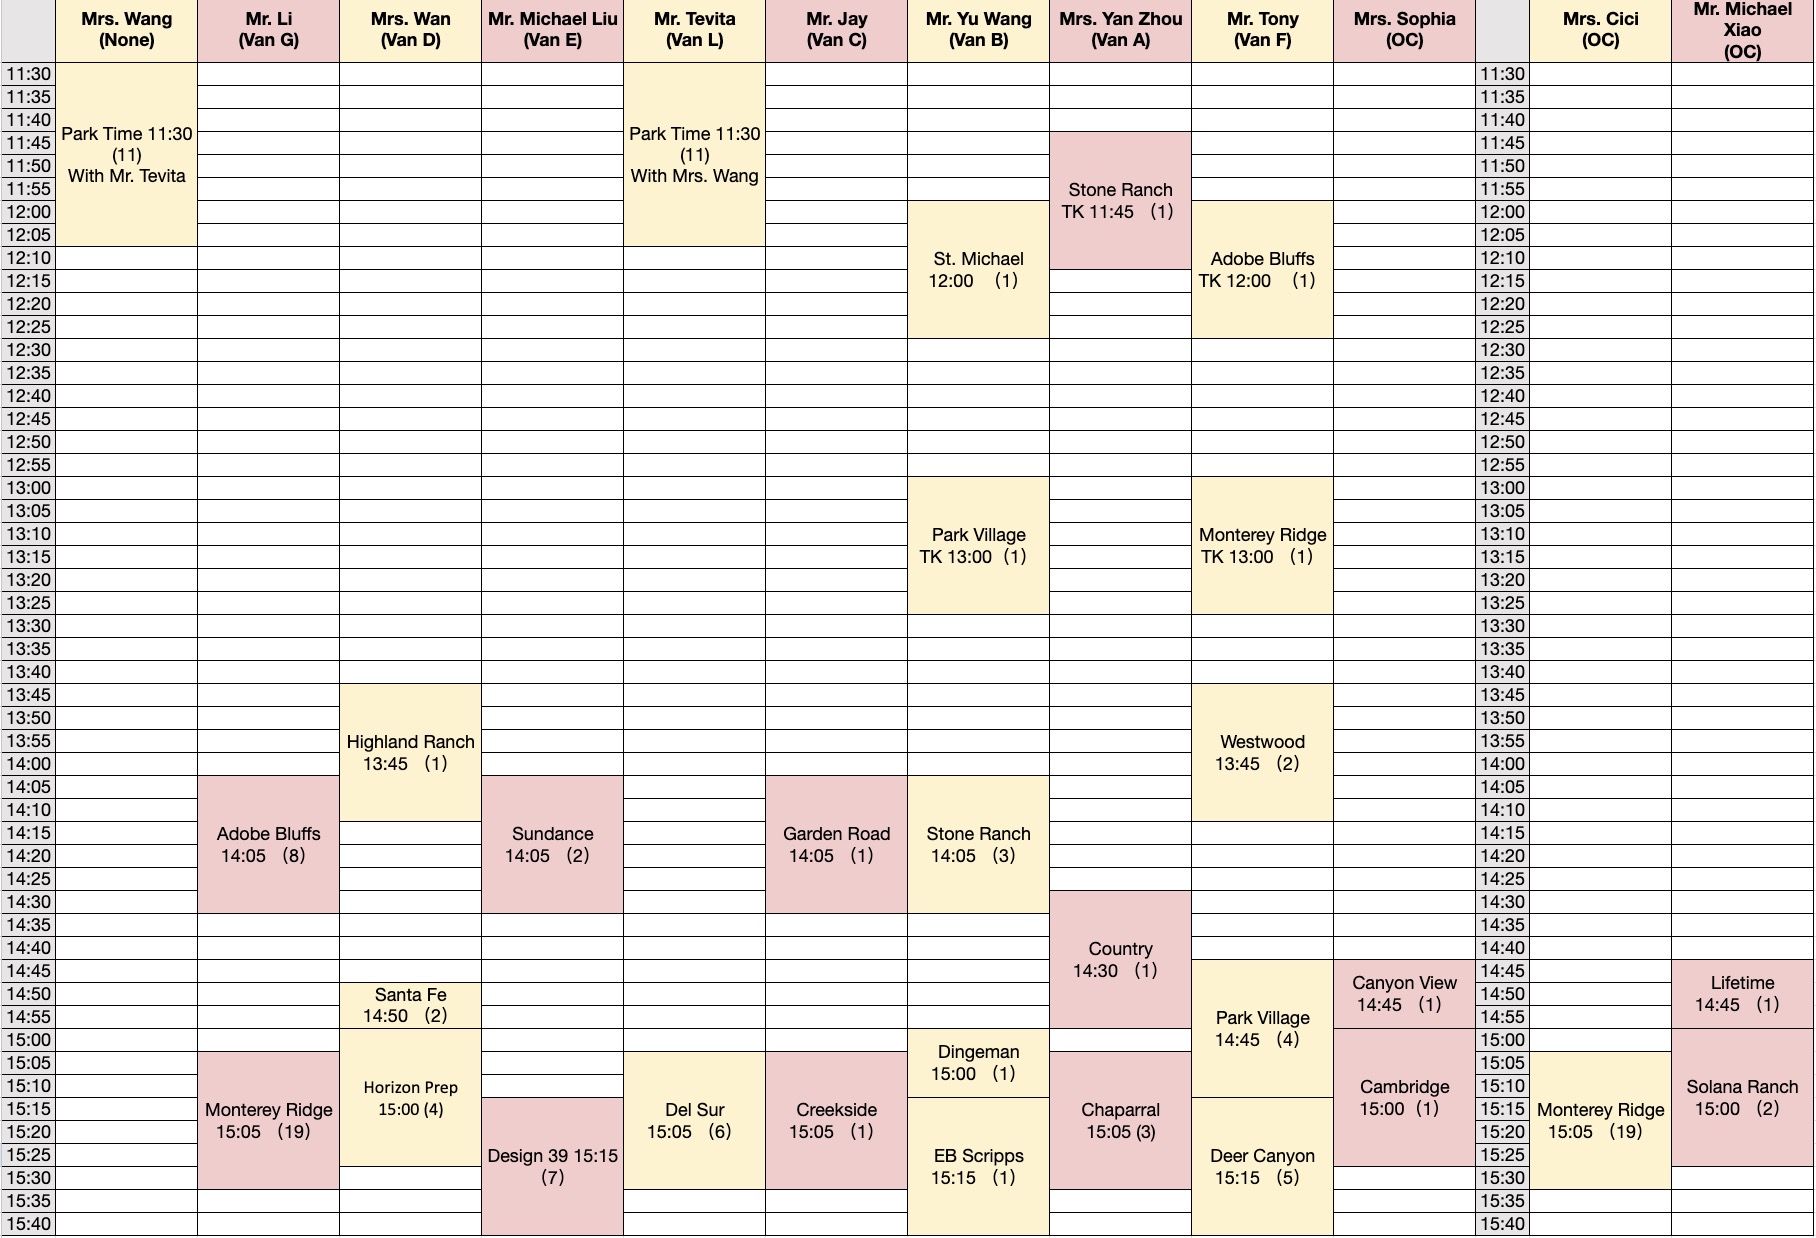 Mrs. Wang
(None)
Mr. Li
(Van G)
Mrs. Wan
(Van D)
Mr. Michael Liu
(Van E)
Mr. Tevita
(Van L)
Mr. Jay
(Van C)
Mr. Yu Wang
(Van B)
Mrs. Yan Zhou
(Van A)
Mr. Tony
(Van F)
Mrs. Sophia
(OC)
Mrs. Cici
(OC)
Mr. Michael
Xiao
(OC)
11:30 11:30
11:35 11:35
11:40 11:40
Park Time 11:30
(11)
With Mr. Tevita
Park Time 11:30
(11)
With Mrs. Wang
11:45 11:45
11:50 11:50
11:55 11:55
Stone Ranch
TK 11:45 (1)
12:00 12:00
12:05 12:05
12:10 12:10
St. Michael
12:00 (1)
Adobe Bluffs
TK 12:00 (1)
12:15 12:15
12:20 12:20
12:25 12:25
12:30 12:30
12:35 12:35
12:40 12:40
12:45 12:45
12:50 12:50
12:55 12:55
13:00 13:00
13:05 13:05
13:10 13:10
Park Village
TK 13:00 (1)
Monterey Ridge
TK 13:00 (1)
13:15 13:15
13:20 13:20
13:25 13:25
13:30 13:30
13:35 13:35
13:40 13:40
13:45 13:45
13:50 13:50
13:55 13:55
Highland Ranch
13:45 (1)
Westwood
13:45 (2)
14:00 14:00
14:05 14:05
14:10 14:10
14:15 14:15
Adobe Bluffs
14:05 (8)
Sundance
14:05 (2)
Garden Road
14:05 (1)
Stone Ranch
14:05 (3)
14:20 14:20
14:25 14:25
14:30 14:30
14:35 14:35
14:40 14:40
Country
14:30 (1)
14:45 14:45
Canyon View
14:45 (1)
Lifetime
14:45 (1)
14:50 14:50
Santa Fe
14:50 (2)
14:55 14:55
Park Village
14:45 (4)
15:00 15:00
Dingeman
15:00 (1)
15:05 15:05
15:10 15:10
Horizon Prep
15:00 (4)
Cambridge
15:00 (1)
Solana Ranch
15:00 (2)
15:15 15:15
Monterey Ridge
15:05 (19)
Del Sur
15:05 (6)
Creekside
15:05 (1)
Chaparral
15:05 (3)
Monterey Ridge
15:05 (19)
15:20 15:20
15:25 15:25
Design 39 15:15
(7)
EB Scripps
15:15 (1)
Deer Canyon
15:15 (5)
15:30 15:30
15:35 15:35
15:40 15:40